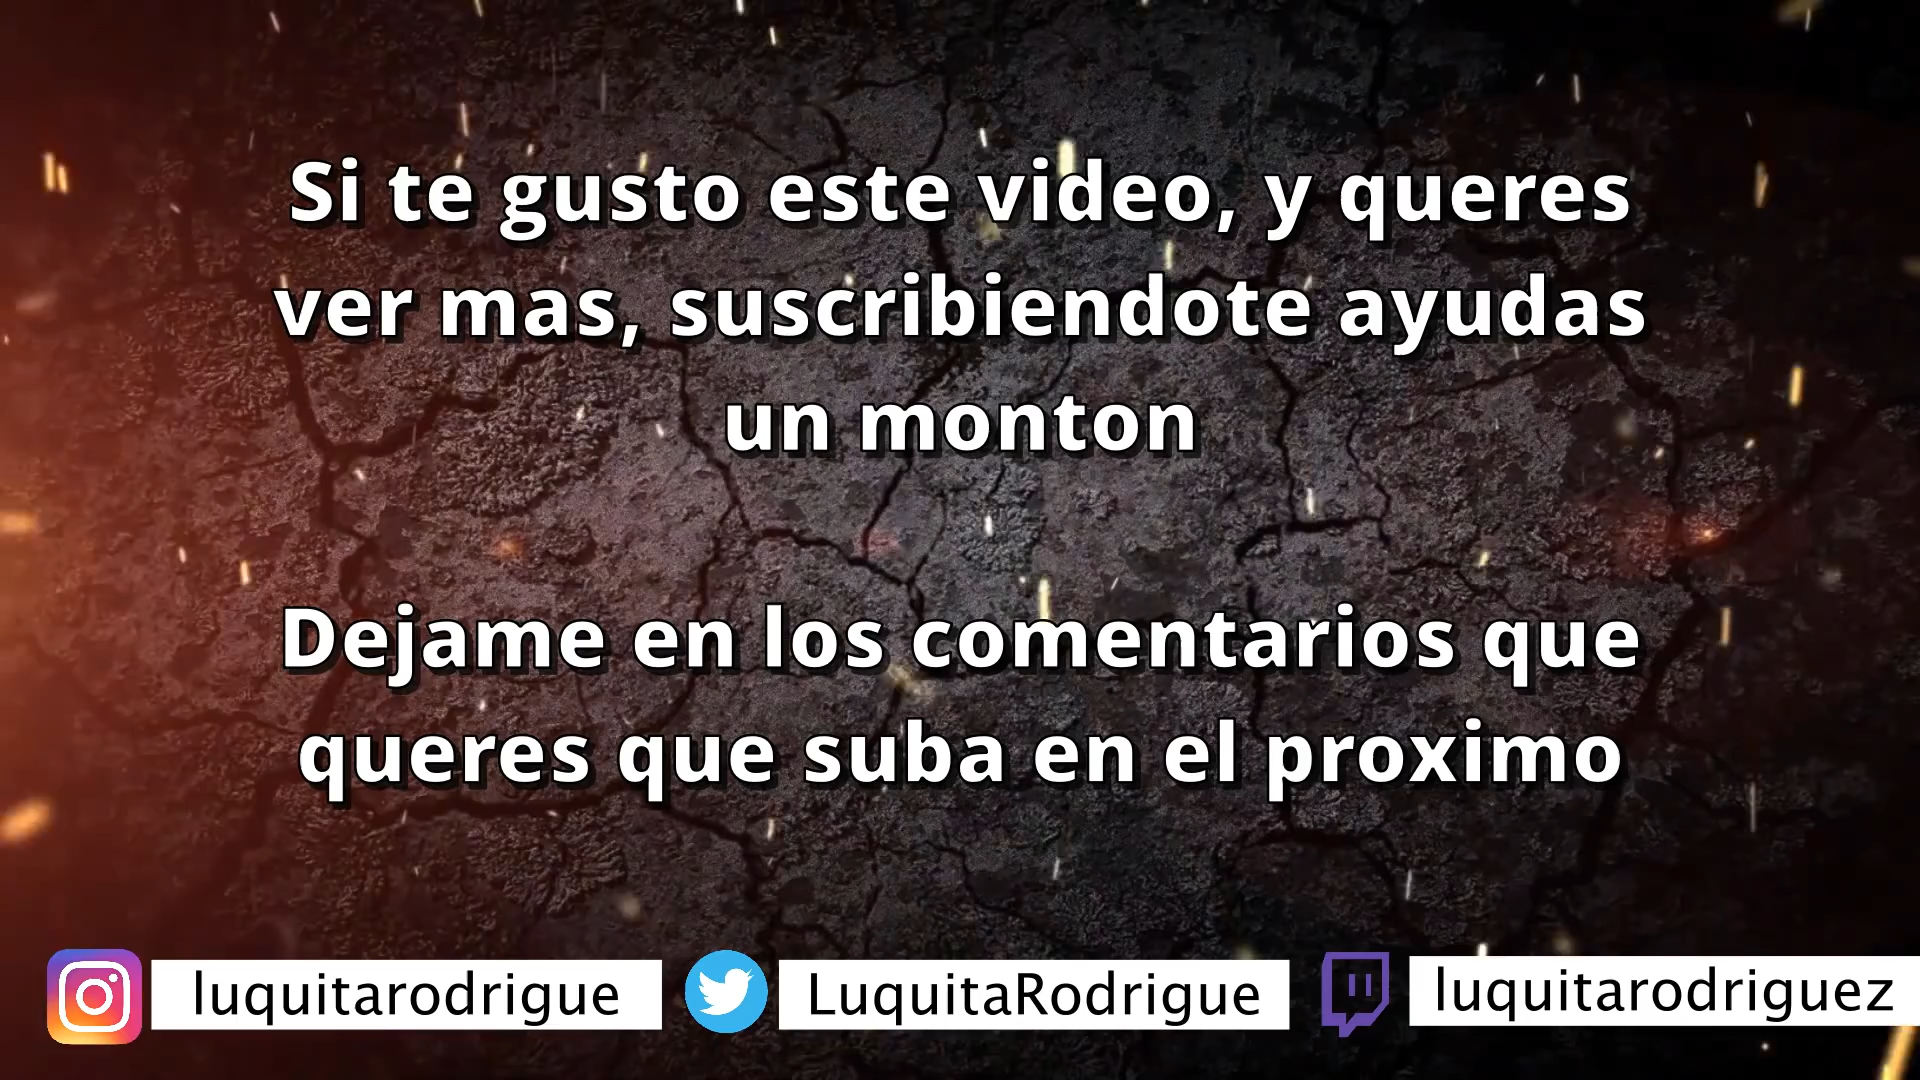 Si te gusto este video, y queres
ver mas, suscribiendote ayudas
un monton
Dejame en los comentarios que
queres que suba en el proximo
luquitarodrigue
LuquitaRodrigue
luquitarodriguez